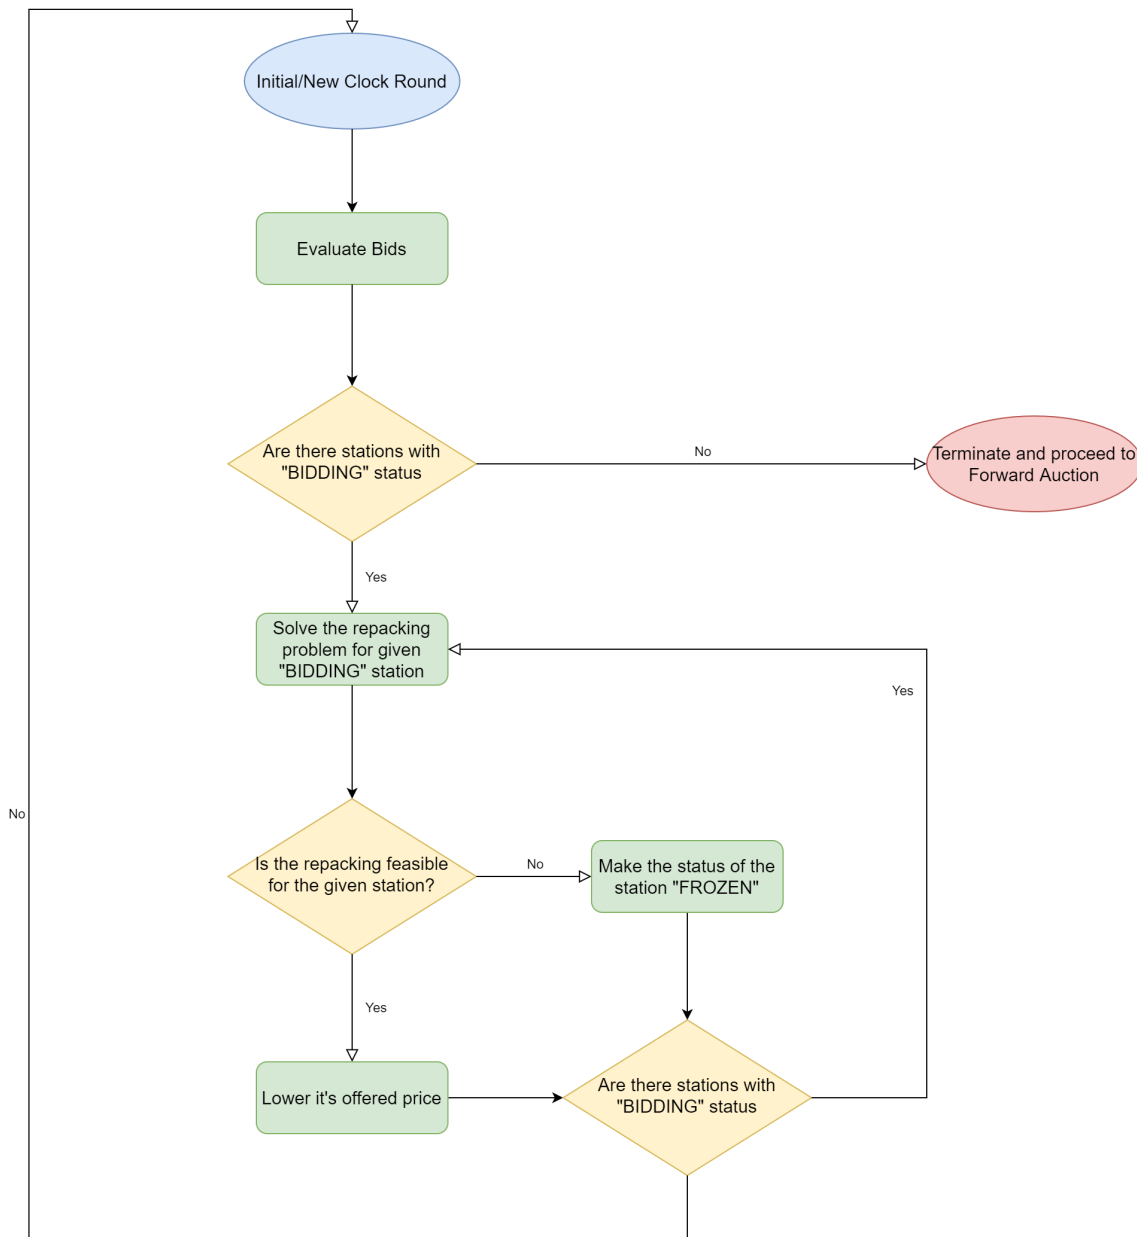 Initial/New Clock Round
Evaluate Bids
Are there stations with
"BIDDING" status
No
Terminate and proceed to
Forward Auction
Yes
Solve the repacking
problem for given
"BIDDING" station
Yes
No
Is the repacking feasible
for the given station?
No
Make the status of the
station "FROZEN"
Yes
Lower it's offered price
Are there stations with
"BIDDING" status